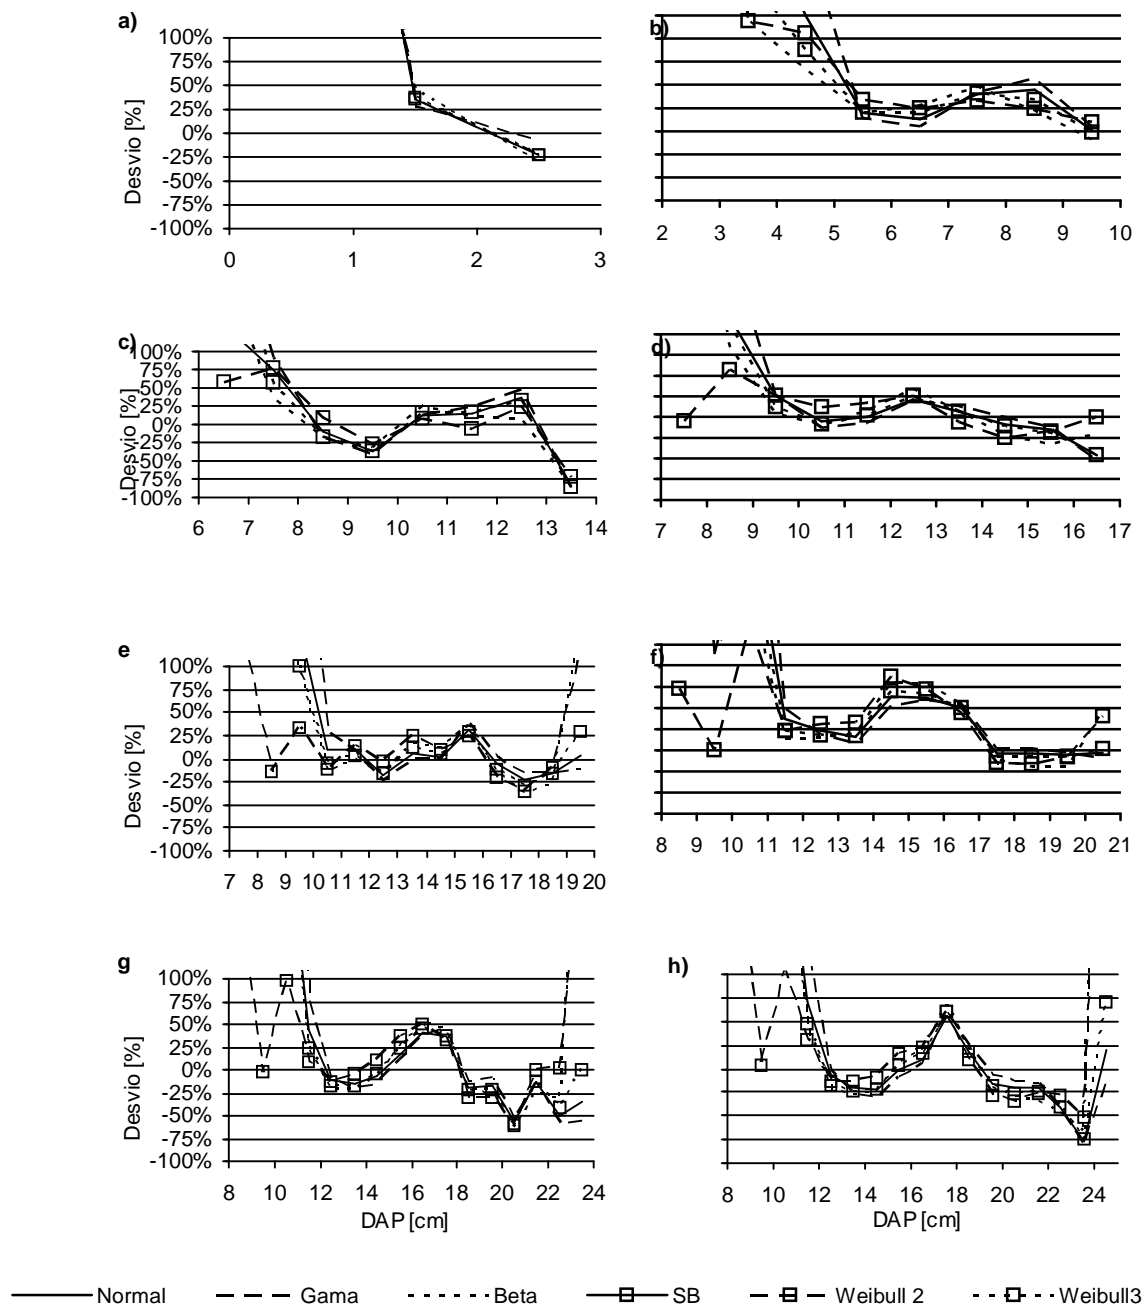 a)
100%
75%
50%
25%
0%
-25%
-50%
-75%
-100%
Desvio [%]
0 1 2 3
b)
2 3 4 5 6 7 8 9 10
c)
100%
75%
50%
25%
0%
-25%
-50%
-75%
-100%
Desvio [%]
6 7 8 9 10 11 12 13 14
d)
7 8 9 10 11 12 13 14 15 16 17
e
100%
75%
50%
25%
0%
-25%
-50%
-75%
-100%
Desvio [%]
7 8 9 10 11 12 13 14 15 16 17 18 19 20
f)
8 9 10 11 12 13 14 15 16 17 18 19 20 21
g
100%
75%
50%
25%
0%
-25%
-50%
-75%
-100%
Desvio [%]
8 10 12 14 16 18 20 22 24
DAP [cm]
h)
8 10 12 14 16 18 20 22 24
DAP [cm]
Normal Gama Beta SB Weibull 2 Weibull3